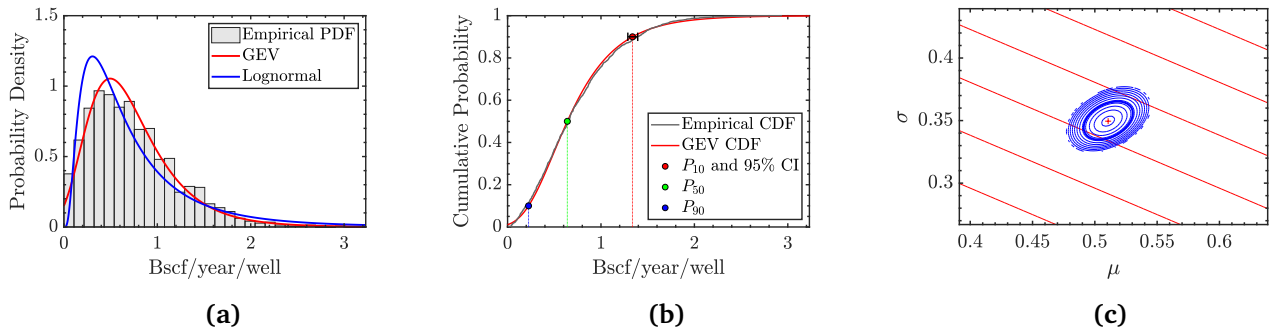 1.5
1
0.5
0
0 1 2 3
Probability Density
Bscf/year/well
Empirical PDF
GEV
Lognormal
(a)
1
0.8
0.6
0.4
0.2
0
0 1 2 3
Cumulative Probability
Bscf/year/well
Empirical CDF
GEV CDF
P10 and 95% CI
P50
P90
(b)
0.4
0.35
0.3
0.4 0.45 0.5 0.55 0.6
σ
μ
(c)